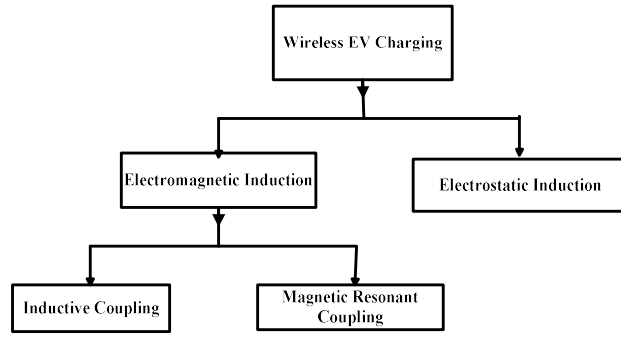 Wireless EV Charging
Electromagnetic Induction
Electrostatic Induction
Inductive Coupling
Magnetic Resonant
Coupling